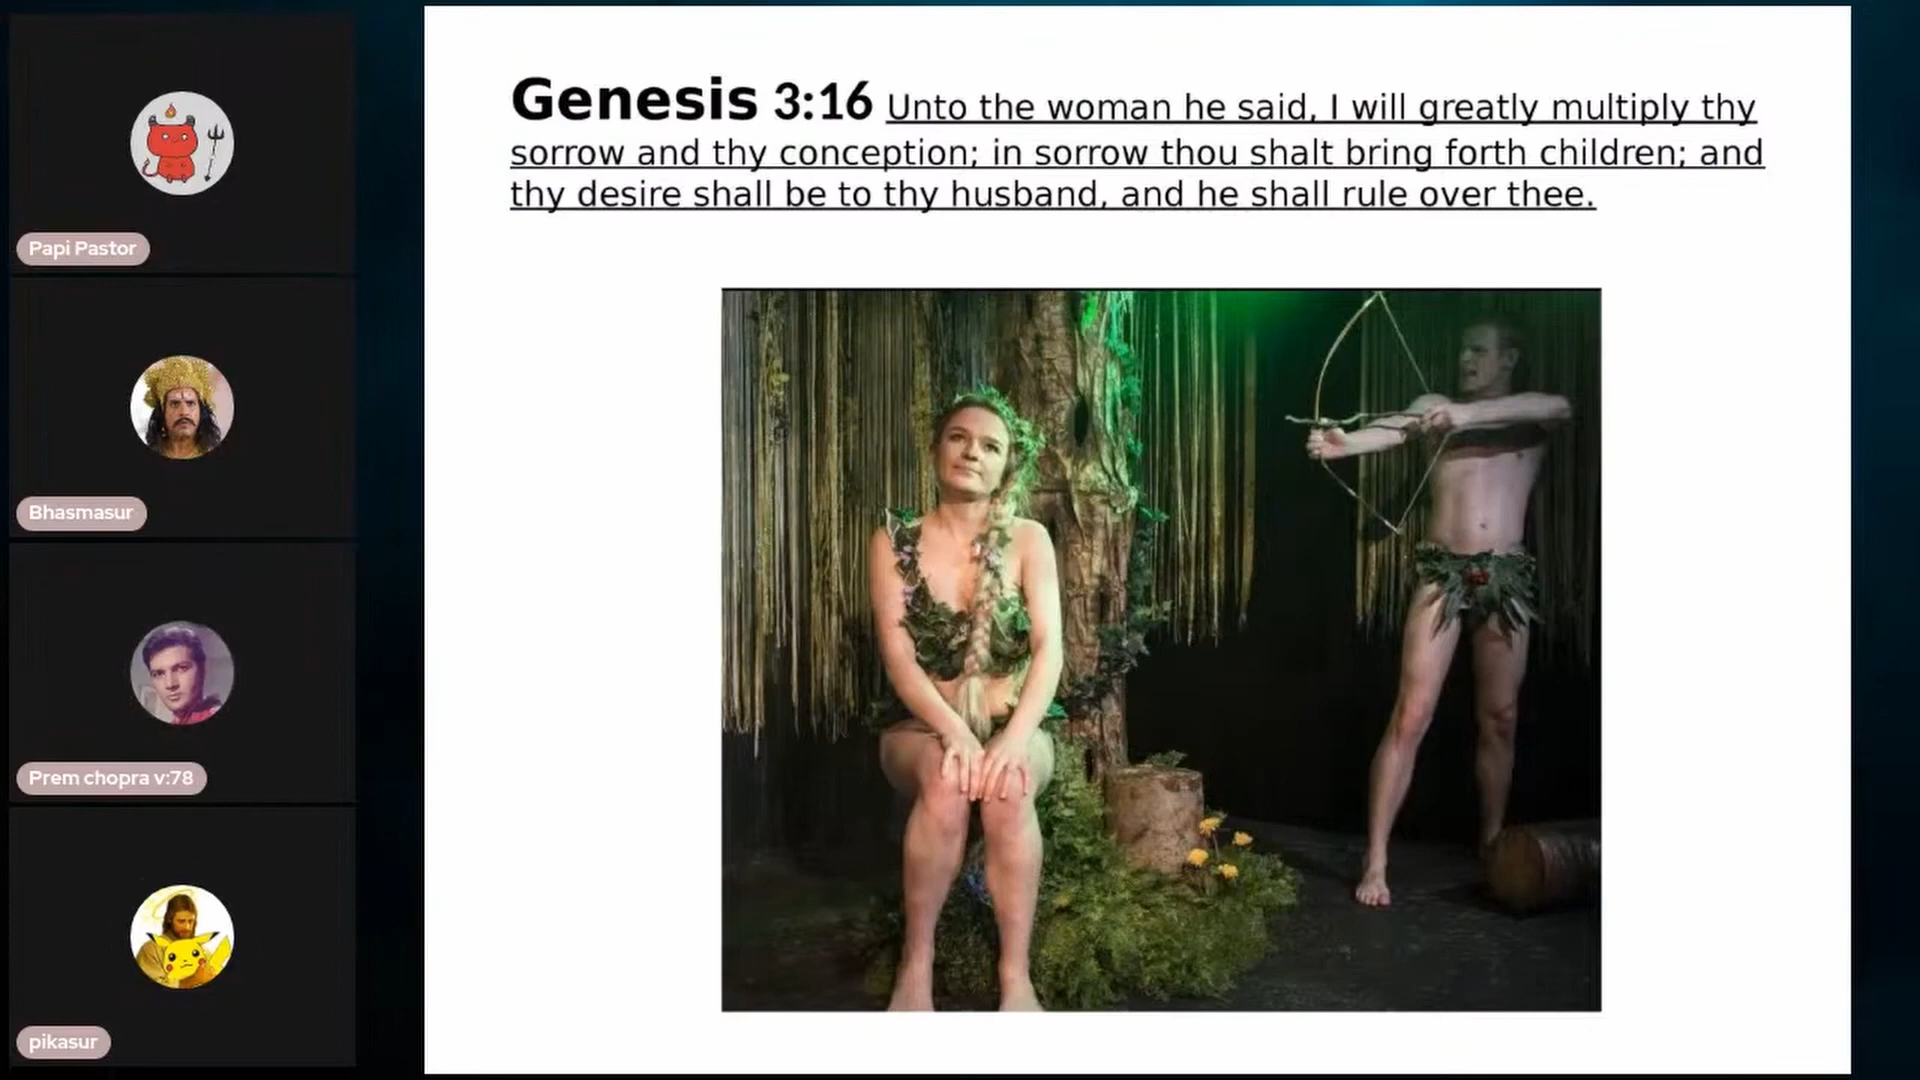 Genesis 3:16 Unto the woman he said, I will greatly multiply thy
sorrow and thy conception; in sorrow thou shalt bring forth children; and
thy desire shall be to thy husband, and he shall rule over thee.
Papi Pastor
Bhasmasur
Prem chopra v:78
pikasur